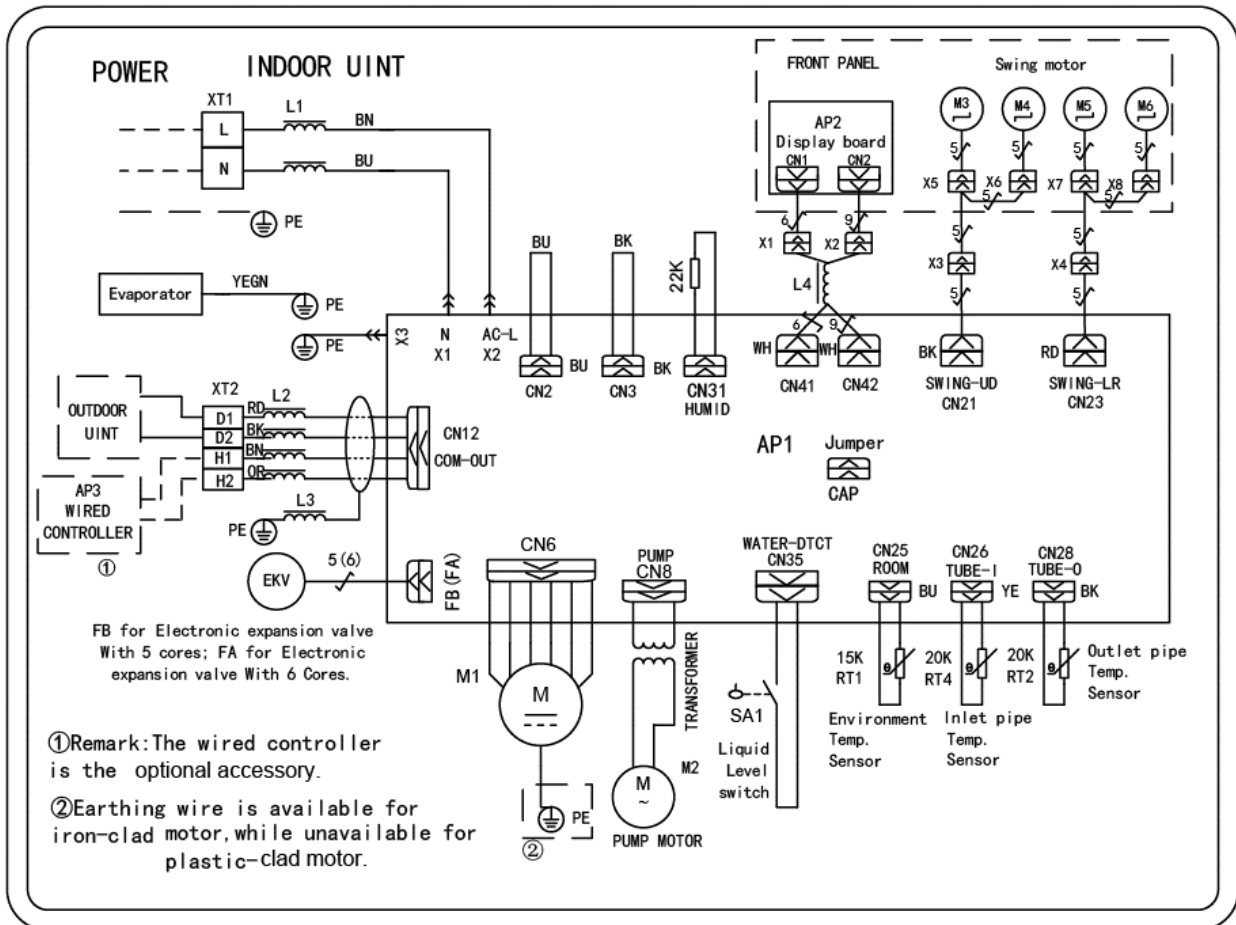 POWER
INDOOR UINT
FRONT PANEL
Swing motor
XT1
L1
L
BN
N
BU
PE
AP2
Display board
CN1
CN2
M3
M4
M5
M6
5
5
5
5
X5
X6
X7
X8
5
5
6
9
X1
X2
5
5
X3
X4
L4
5
5
6
9
BU
BK
22K
Evaporator
YEGN
PE
PE
X3
N
X1
AC-L
X2
BU
CN2
BK
CN3
CN31
HUMID
WH
WH
CN41
CN42
BK
SWING-UD
CN21
RD
SWING-LR
CN23
OUTDOOR
UINT
XT2
L2
D1
RD
D2
BK
H1
BN
H2
OR
CN12
COM-OUT
AP1
Jumper
CAP
AP3
WIRED
CONTROLLER
①
L3
PE
EKV
5(6)
FB(FA)
CN6
PUMP
CN8
WATER-DTCT
CN35
CN25
ROOM
BU
CN26
TUBE-I
YE
CN28
TUBE-O
BK
FB for Electronic expansion valve
With 5 cores; FA for Electronic
expansion valve With 6 Cores.
M1
M
TRANSFORMER
SA1
Liquid
Level
switch
15K
RT1
θ
Environment
Temp.
Sensor
20K
RT4
θ
Inlet pipe
Temp.
Sensor
20K
RT2
θ
Outlet pipe
Temp.
Sensor
PE
②
M2
M
~
PUMP MOTOR
①Remark:The wired controller
is the optional accessory.
②Earthing wire is available for
iron-clad motor,while unavailable for
plastic-clad motor.